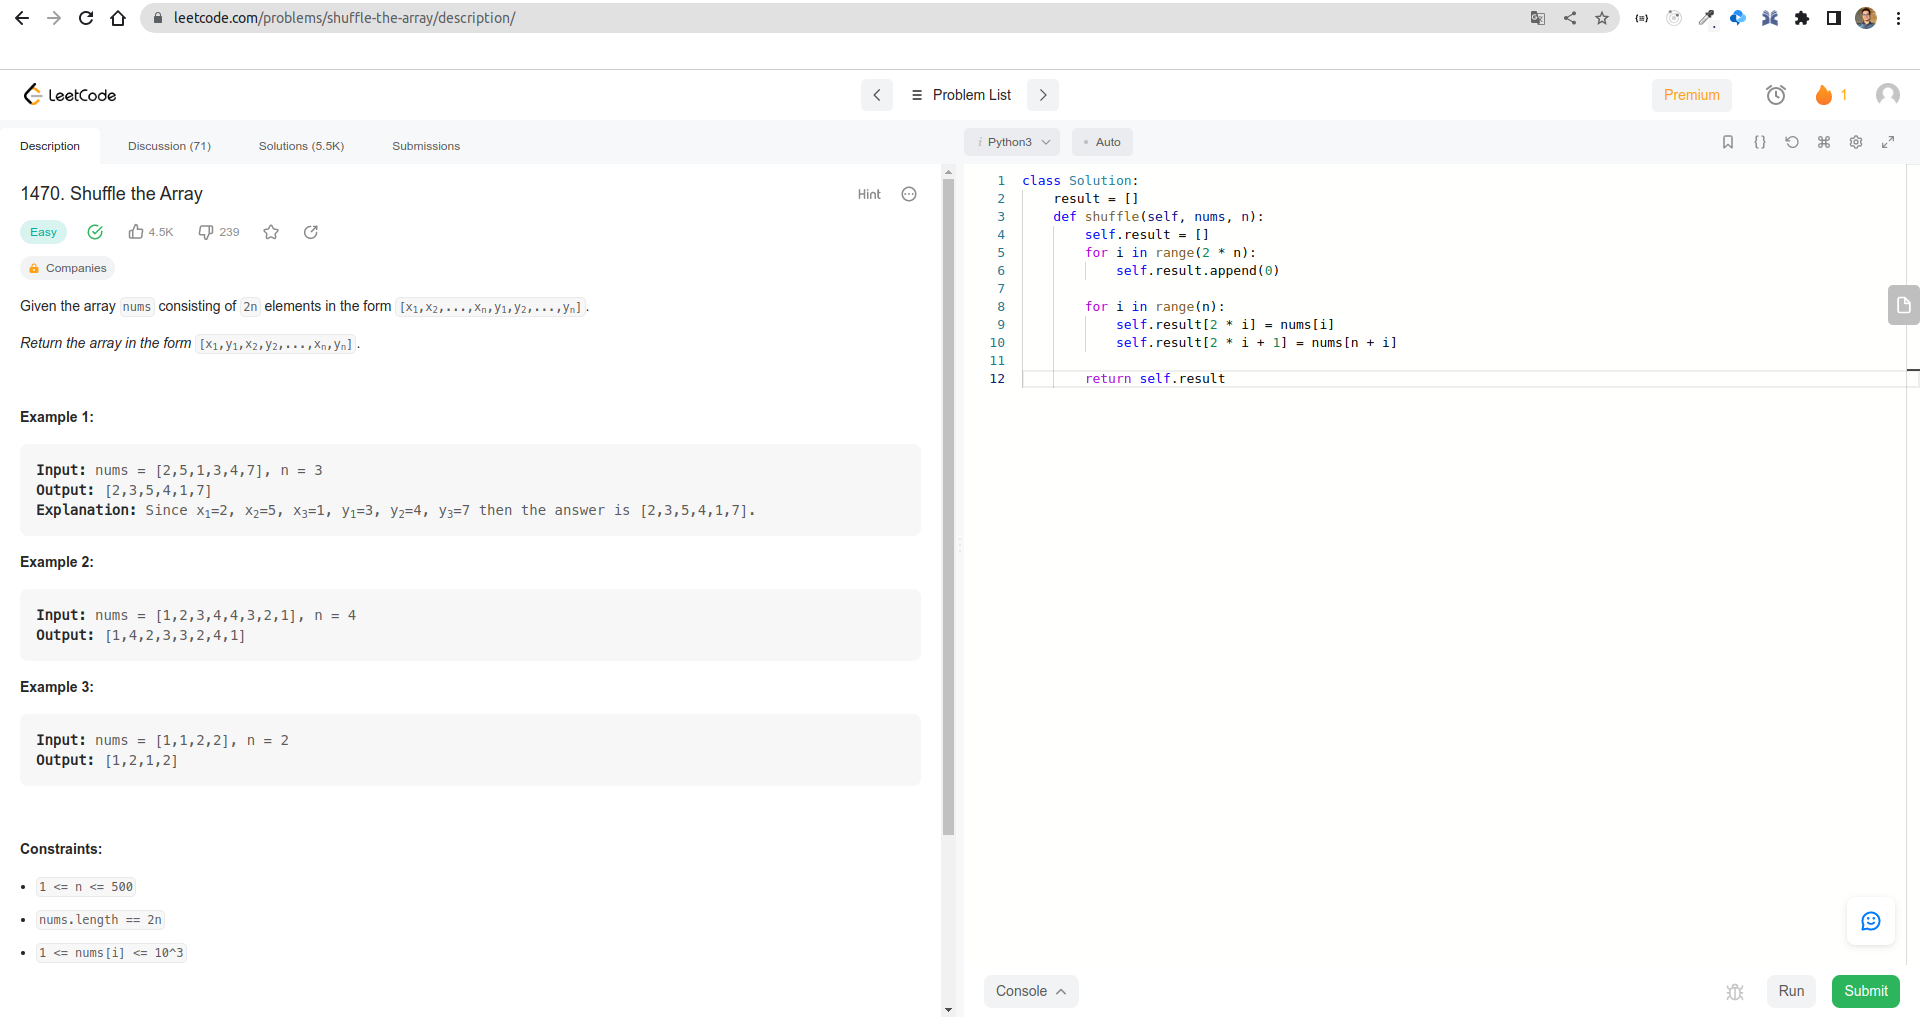 leetcode.com/problems/shuffle-the-array/description/
LeetCode
Problem List
Premium
1
Description
Discussion (71)
Solutions (5.5K)
Submissions
1470. Shuffle the Array
Hint
Easy
4.5K
239
Companies
Given the array nums consisting of 2n elements in the form [x₁,x₂,...,xₙ,y₁,y₂,...,yₙ].
Return the array in the form [x₁,y₁,x₂,y₂,...,xₙ,yₙ].
Example 1:
Input: nums = [2,5,1,3,4,7], n = 3
Output: [2,3,5,4,1,7]
Explanation: Since x₁=2, x₂=5, x₃=1, y₁=3, y₂=4, y₃=7 then the answer is [2,3,5,4,1,7].
Example 2:
Input: nums = [1,2,3,4,4,3,2,1], n = 4
Output: [1,4,2,3,3,2,4,1]
Example 3:
Input: nums = [1,1,2,2], n = 2
Output: [1,2,1,2]
Constraints:
• 1 <= n <= 500
• nums.length == 2n
• 1 <= nums[i] <= 10^3
i Python3
• Auto
{}
1 class Solution:
2     result = []
3     def shuffle(self, nums, n):
4         self.result = []
5         for i in range(2 * n):
6             self.result.append(0)
7
8         for i in range(n):
9             self.result[2 * i] = nums[i]
10             self.result[2 * i + 1] = nums[n + i]
11
12         return self.result
Console
Run
Submit